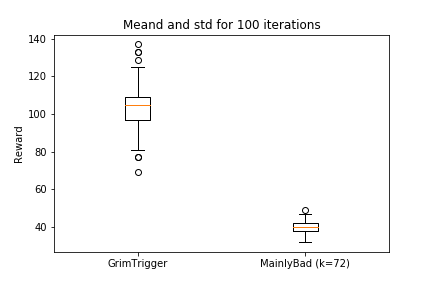 Meand and std for 100 iterations
140
120
100
80
60
40
Reward
GrimTrigger
MainlyBad (k=72)